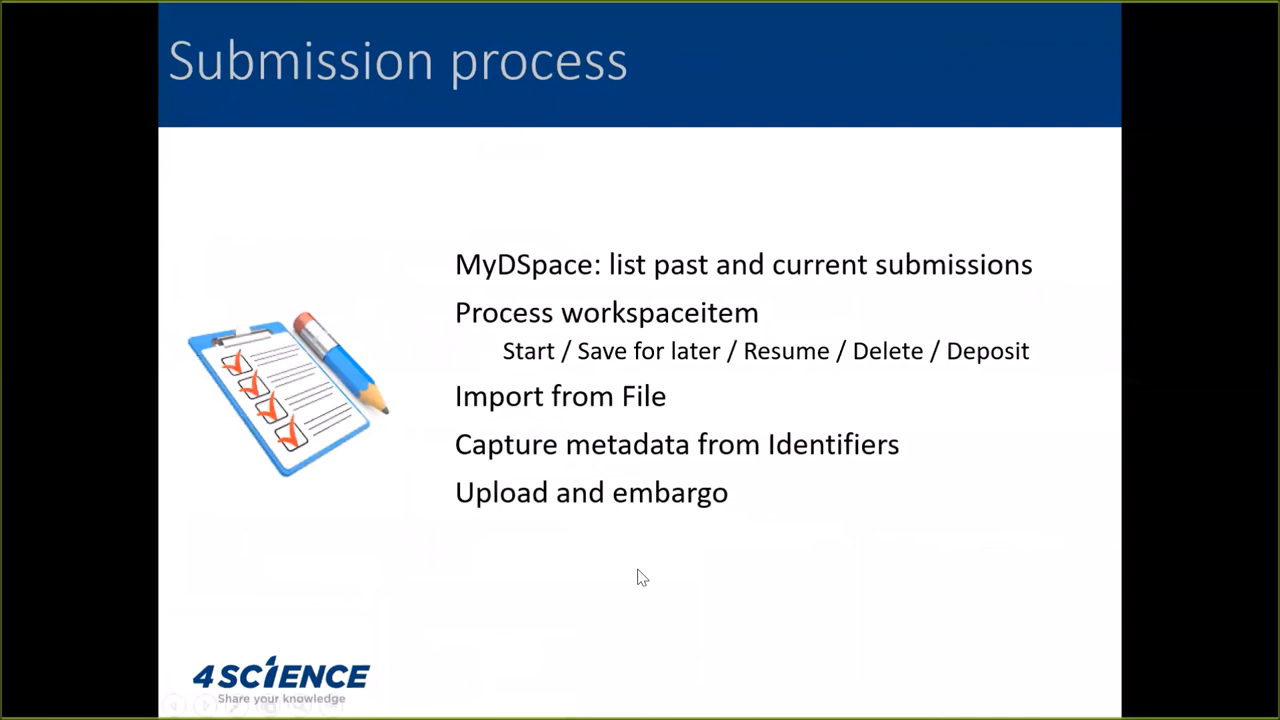 Submission process
MyDSpace: list past and current submissions
Process workspaceitem
Start / Save for later / Resume / Delete / Deposit
Import from File
Capture metadata from Identifiers
Upload and embargo
4SCIENCE
Share your knowledge